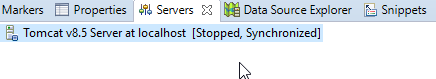 Markers Properties Servers Data Source Explorer Snippets
Tomcat v8.5 Server at localhost [Stopped, Synchronized]